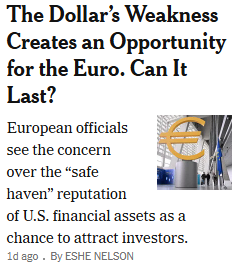 The Dollar's Weakness
Creates an Opportunity
for the Euro. Can It
Last?
European officials
see the concern
over the “safe
haven” reputation
of U.S. financial assets as a
chance to attract investors.
1d ago . By ESHE NELSON